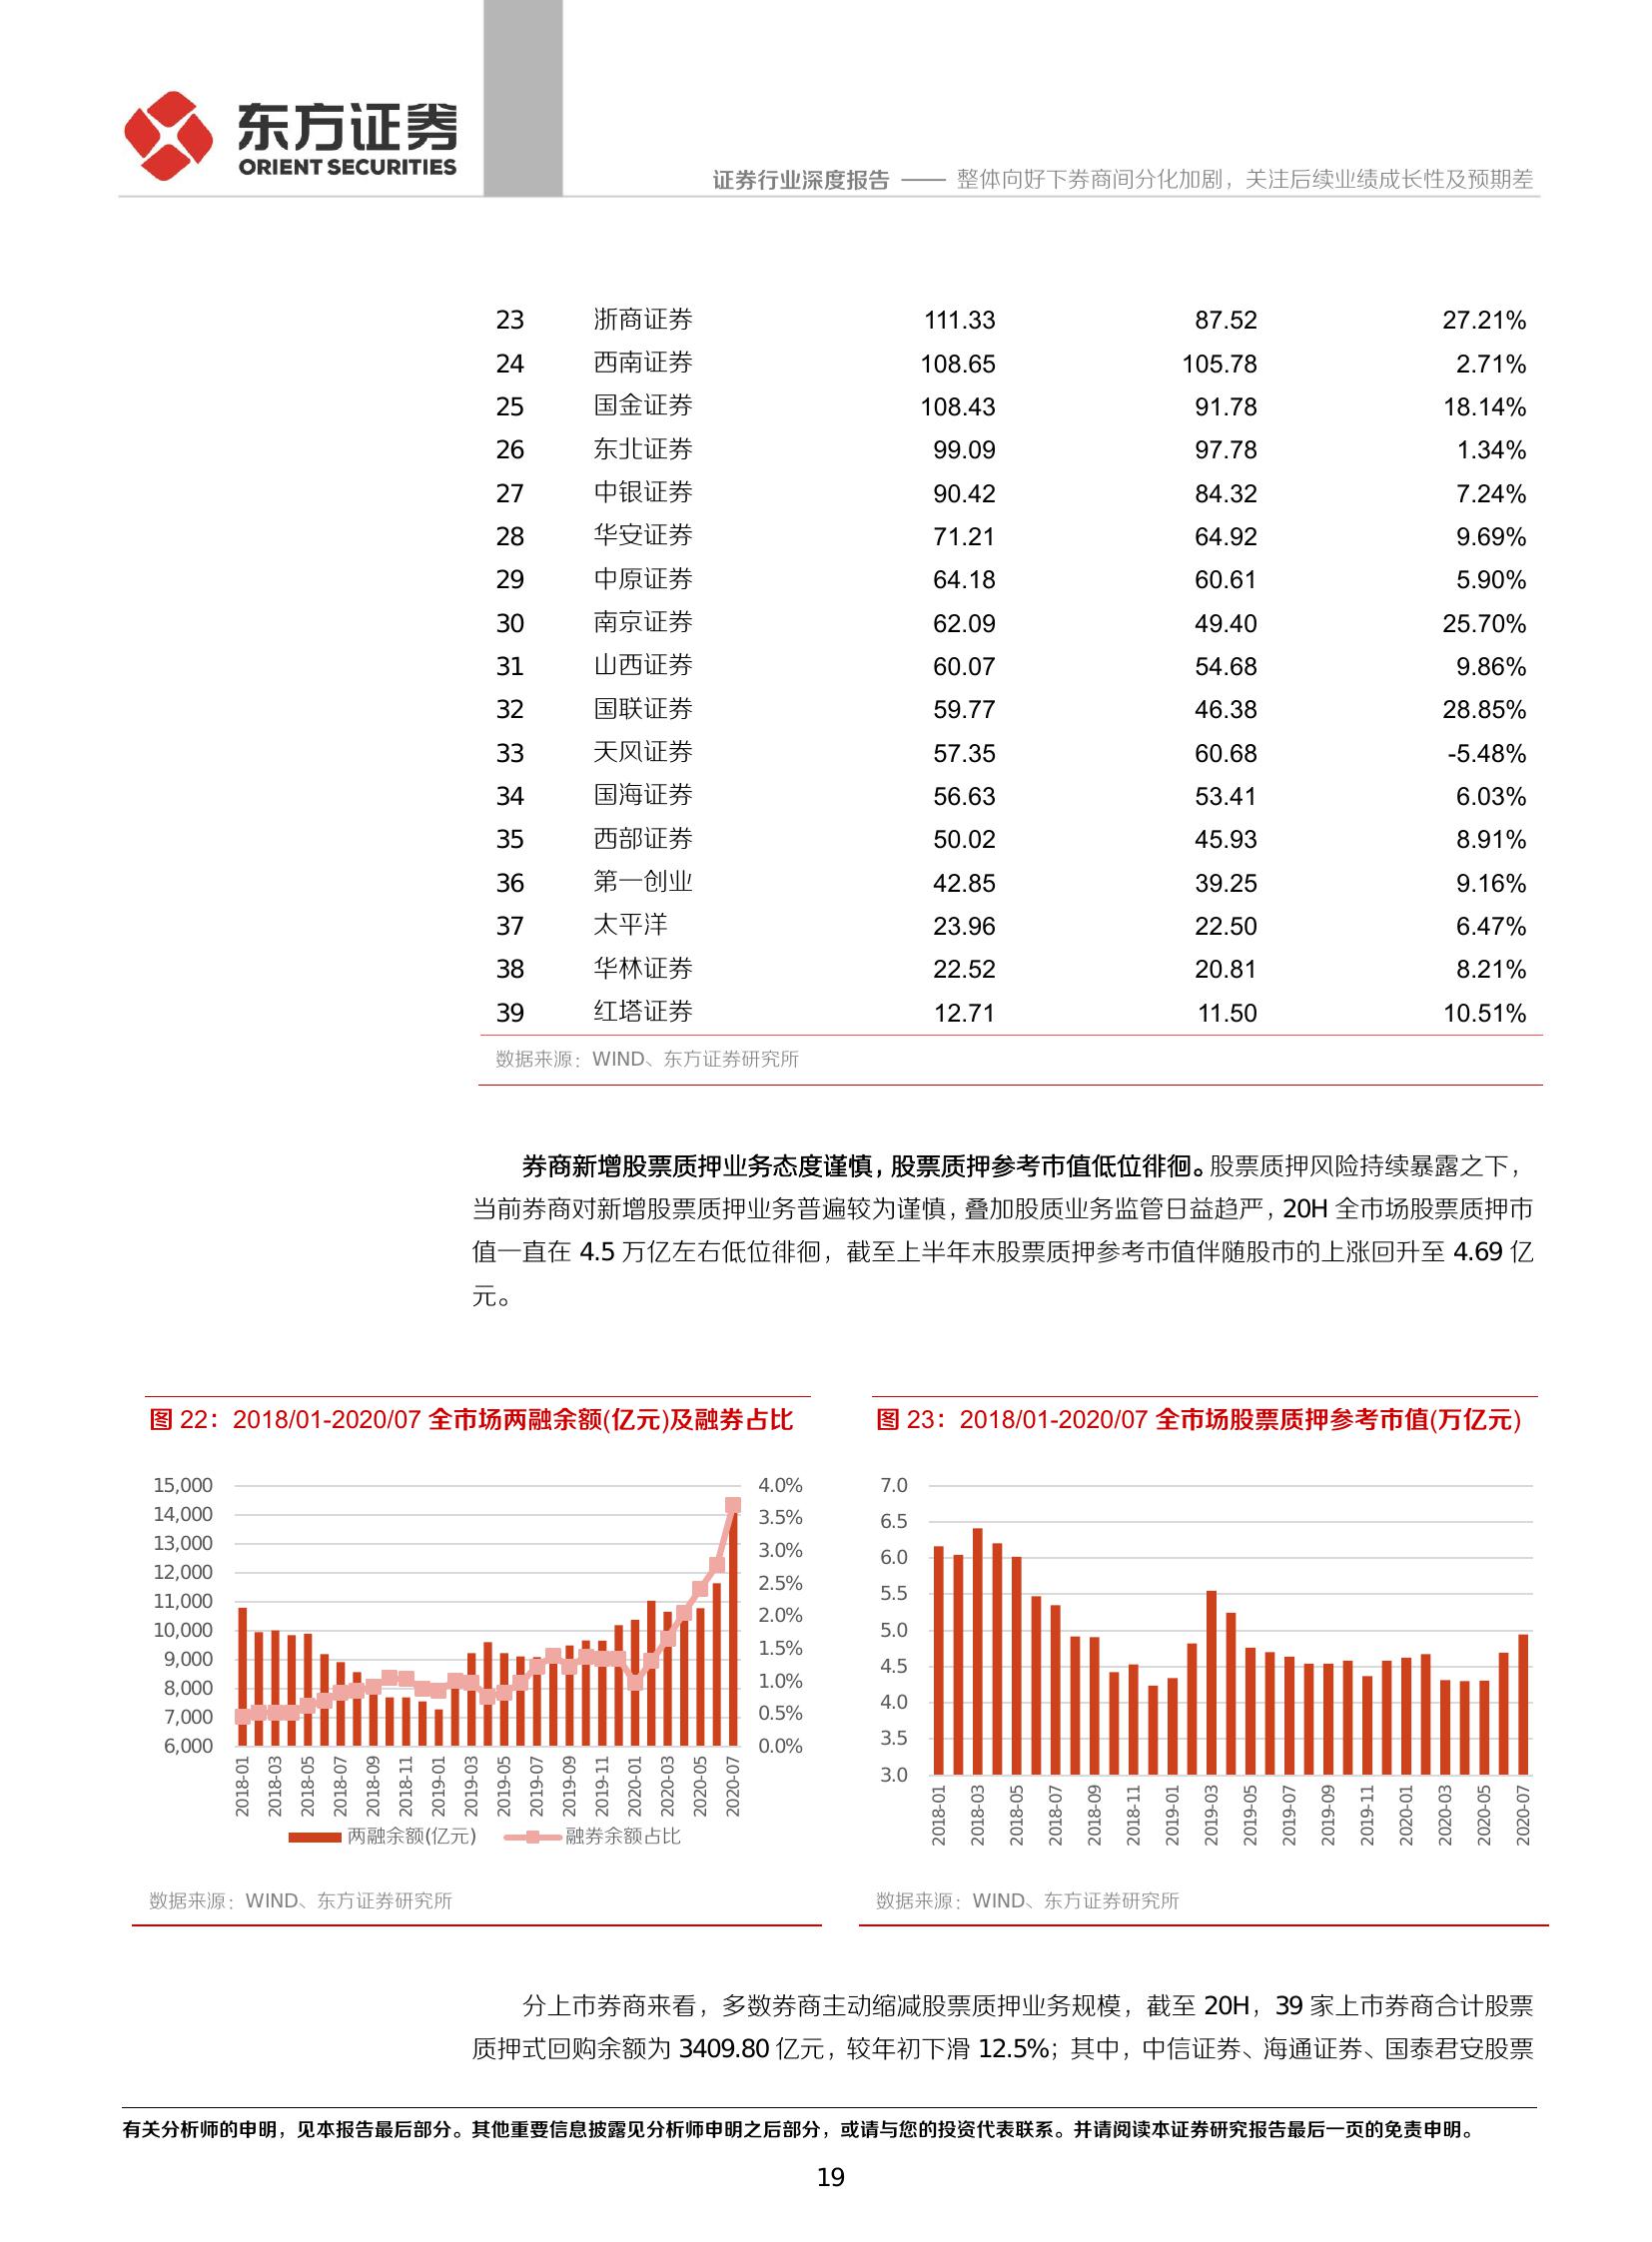 东方证券
ORIENT SECURITIES
证券行业深度报告 —— 整体向好下券商间分化加剧，关注后续业绩成长性及预期差
23 浙商证券 111.33 87.52 27.21%
24 西南证券 108.65 105.78 2.71%
25 国金证券 108.43 91.78 18.14%
26 东北证券 99.09 97.78 1.34%
27 中银证券 90.42 84.32 7.24%
28 华安证券 71.21 64.92 9.69%
29 中原证券 64.18 60.61 5.90%
30 南京证券 62.09 49.40 25.70%
31 山西证券 60.07 54.68 9.86%
32 国联证券 59.77 46.38 28.85%
33 天风证券 57.35 60.68 -5.48%
34 国海证券 56.63 53.41 6.03%
35 西部证券 50.02 45.93 8.91%
36 第一创业 42.85 39.25 9.16%
37 太平洋 23.96 22.50 6.47%
38 华林证券 22.52 20.81 8.21%
39 红塔证券 12.71 11.50 10.51%
数据来源：WIND、东方证券研究所
券商新增股票质押业务态度谨慎，股票质押参考市值低位徘徊。股票质押风险持续暴露之下，
当前券商对新增股票质押业务普遍较为谨慎，叠加股质业务监管日益趋严，20H 全市场股票质押市
值一直在 4.5 万亿左右低位徘徊，截至上半年末股票质押参考市值伴随股市的上涨回升至 4.69 亿
元。
图 22：2018/01-2020/07 全市场两融余额(亿元)及融券占比
15,000
14,000
13,000
12,000
11,000
10,000
9,000
8,000
7,000
6,000
4.0%
3.5%
3.0%
2.5%
2.0%
1.5%
1.0%
0.5%
0.0%
2018-01
2018-03
2018-05
2018-07
2018-09
2018-11
2019-01
2019-03
2019-05
2019-07
2019-09
2019-11
2020-01
2020-03
2020-05
2020-07
两融余额(亿元) 融券余额占比
数据来源：WIND、东方证券研究所
图 23：2018/01-2020/07 全市场股票质押参考市值(万亿元)
7.0
6.5
6.0
5.5
5.0
4.5
4.0
3.5
3.0
2018-01
2018-03
2018-05
2018-07
2018-09
2018-11
2019-01
2019-03
2019-05
2019-07
2019-09
2019-11
2020-01
2020-03
2020-05
2020-07
数据来源：WIND、东方证券研究所
分上市券商来看，多数券商主动缩减股票质押业务规模，截至 20H，39 家上市券商合计股票
质押式回购余额为 3409.80 亿元，较年初下滑 12.5%；其中，中信证券、海通证券、国泰君安股票
有关分析师的申明，见本报告最后部分。其他重要信息披露见分析师申明之后部分，或请与您的投资代表联系。并请阅读本证券研究报告最后一页的免责申明。
19